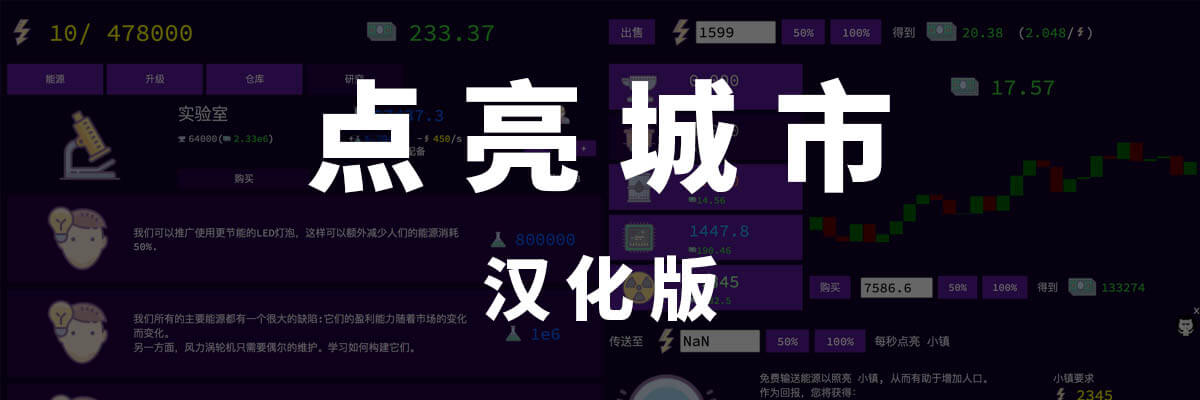 10/ 478000
233.37
能源
升级
仓库
实验室
64000(2.33e6)
-450/s
购买
我们可以推广使用更节能的LED灯泡，这样可以额外减少人们的能源消耗
50%.
800000
我们所有的主要能源都有一个很大的缺陷:它们的盈利能力随着市场的变化
而变化。
另一方面，风力涡轮机只需要偶尔的维护。学习如何构建它们。
1e6
点亮城市
汉化版
出售
1599
50%
100%
得到
20.38
(2.048/)
17.57
14.56
1447.8
190.46
购买
7586.6
50%
100%
得到
133274
x
传送至
NaN
50%
100%
每秒点亮 小镇
免费输送能源以照亮 小镇, 从而有助于增加人口。
作为回报，您将获得:
小镇要求
2345